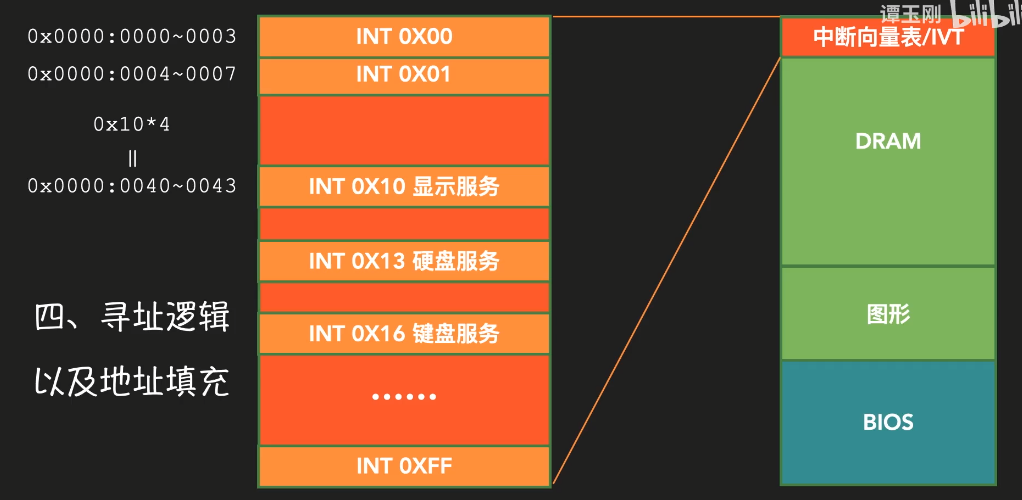 谭玉刚 bilibili
0x0000:0000~0003
INT 0X00
中断向量表/IVT
0x0000:0004~0007
INT 0X01
0x10*4
||
DRAM
0x0000:0040~0043
INT 0X10 显示服务
INT 0X13 硬盘服务
四、寻址逻辑
以及地址填充
INT 0X16 键盘服务
图形
······
BIOS
INT 0XFF